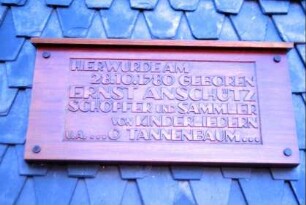 HIER WURDE AM
28.10.1780 GEBOREN
ERNST ANSCHÜTZ
SCHÖPFER UND SAMMLER
VON KINDERLIEDERN
U.A. ... O TANNENBAUM ...